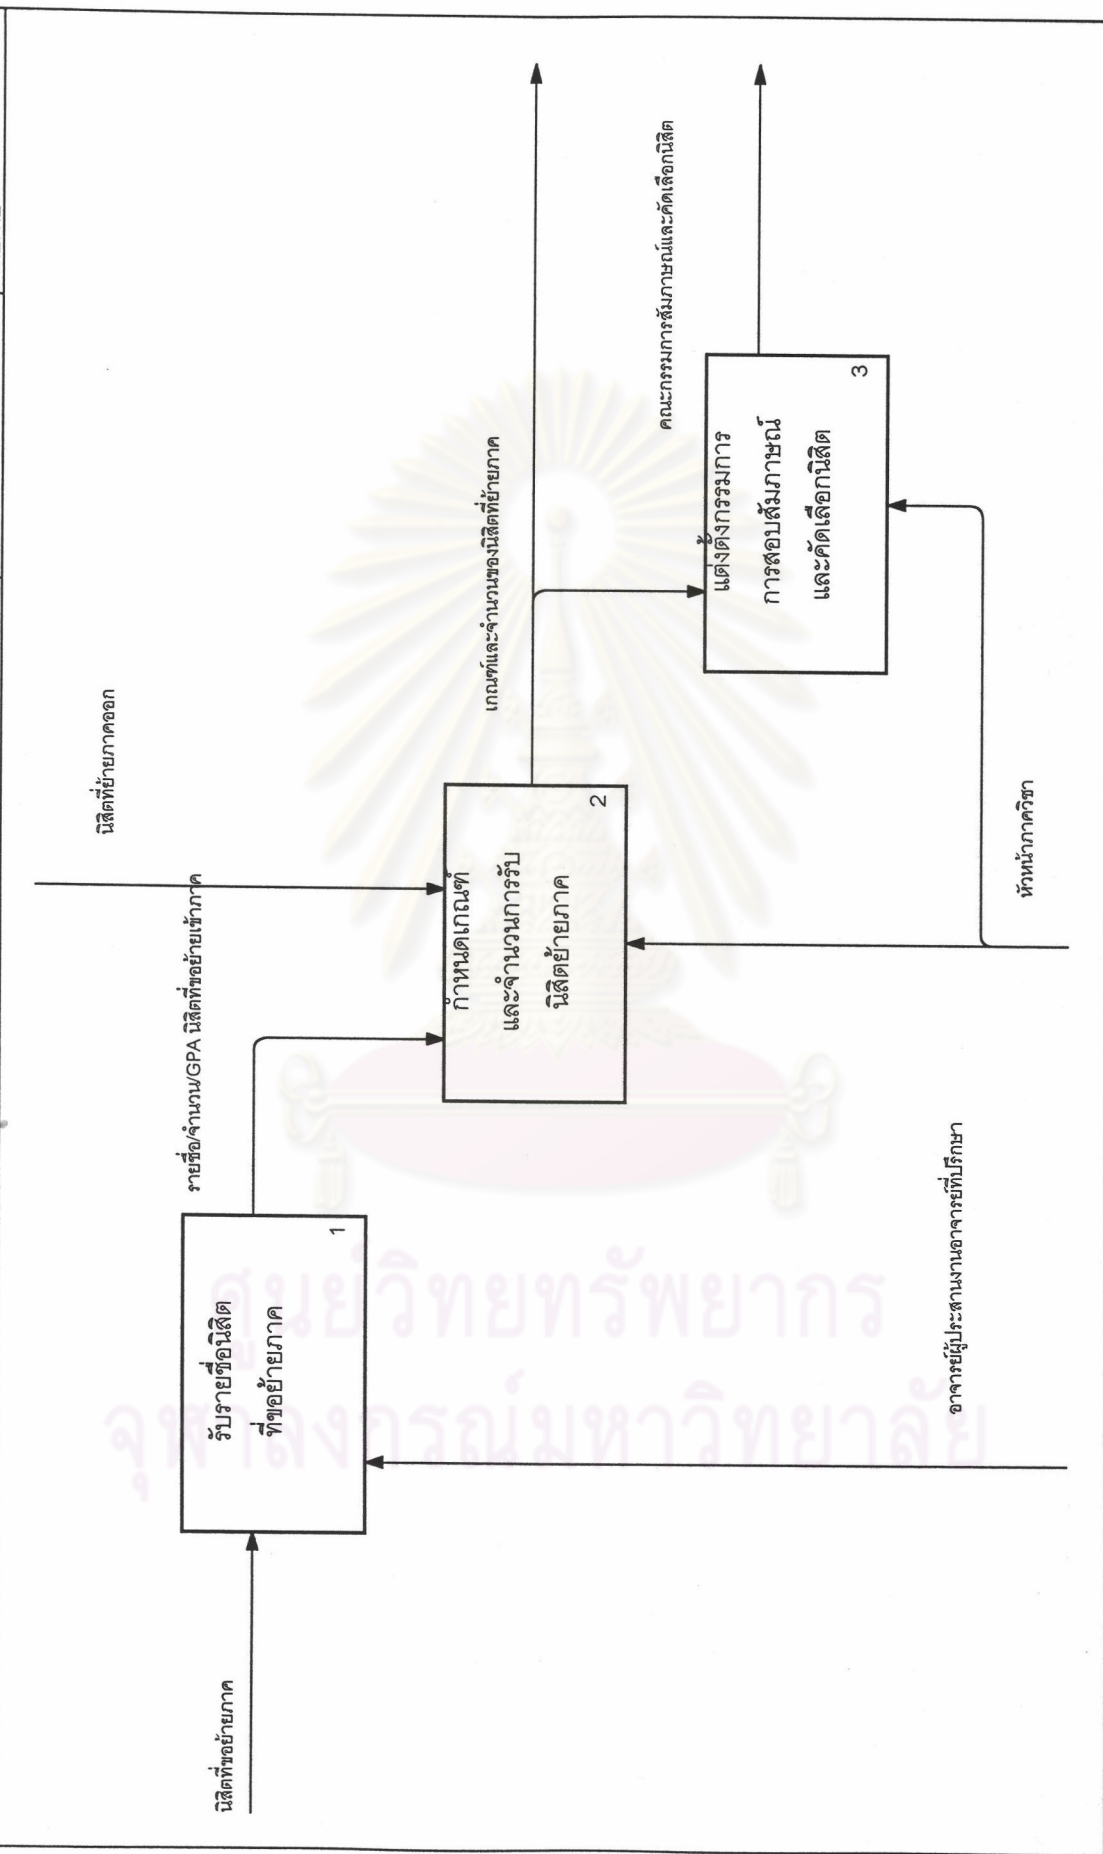 นิสิตที่ย้ายภาคออก
นิสิตที่ขอย้ายภาค
รับรายชื่อนิสิต
ที่ขอย้ายภาค
1
รายชื่อ/จำนวน/GPA นิสิตที่ขอย้ายเข้าภาค
กำหนดเกณฑ์
และจำนวนการรับ
นิสิตย้ายภาค
2
เกณฑ์และจำนวนของนิสิตที่ย้ายภาค
แต่งตั้งกรรมการ
การสอบสัมภาษณ์
และคัดเลือกนิสิต
3
คณะกรรมการสัมภาษณ์และคัดเลือกนิสิต
อาจารย์ผู้ประสานงานอาจารย์ที่ปรึกษา
หัวหน้าภาควิชา
ศูนย์วิทยทรัพยากร
จุฬาลงกรณ์มหาวิทยาลัย